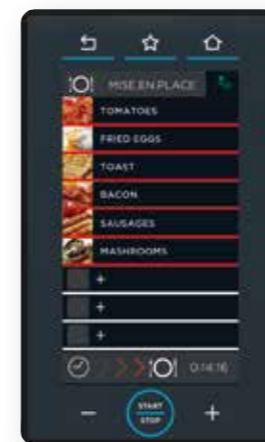 MISE EN PLACE
TOMATOES
FRIED EGGS
TOAST
BACON
SAUSAGES
MASHROOMS
+
+
+
0:14:16
−
START
STOP
+